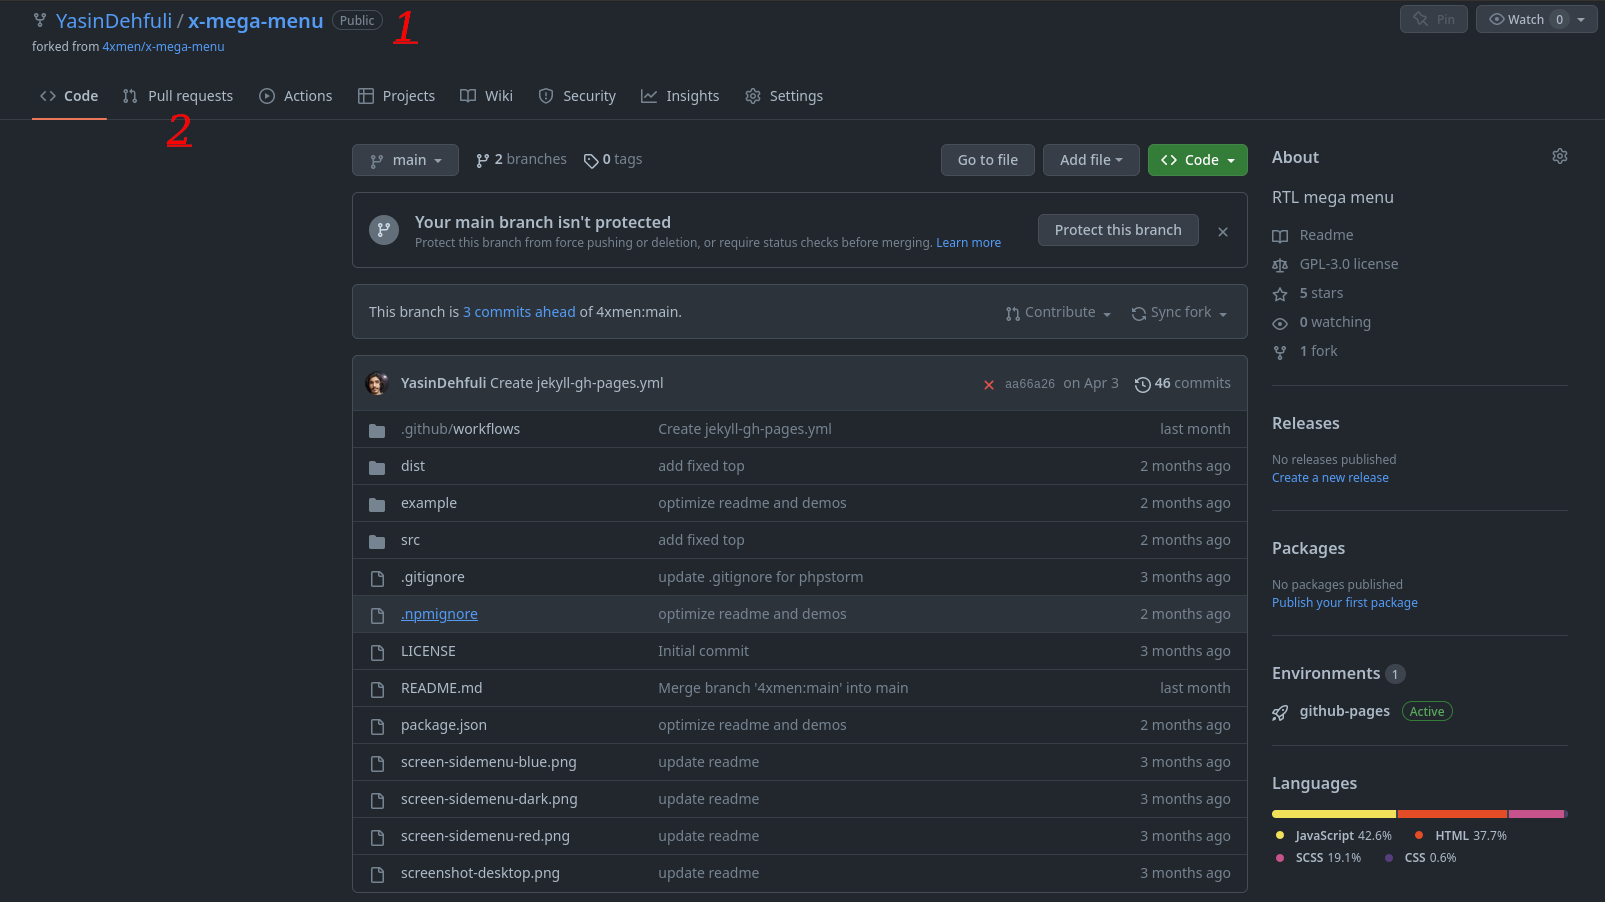 YasinDehfuli / x-mega-menu Public 1
Pin Watch 0
forked from 4xmen/x-mega-menu
Code Pull requests Actions Projects Wiki Security Insights Settings
2
main 2 branches 0 tags Go to file Add file Code
Your main branch isn't protected
Protect this branch from force pushing or deletion, or require status checks before merging. Learn more
Protect this branch
This branch is 3 commits ahead of 4xmen:main. Contribute Sync fork
YasinDehfuli Create jekyll-gh-pages.yml aa66a26 on Apr 3 46 commits
.github/workflows Create jekyll-gh-pages.yml last month
dist add fixed top 2 months ago
example optimize readme and demos 2 months ago
src add fixed top 2 months ago
.gitignore update .gitignore for phpstorm 3 months ago
.npmignore optimize readme and demos 2 months ago
LICENSE Initial commit 3 months ago
README.md Merge branch '4xmen:main' into main last month
package.json optimize readme and demos 2 months ago
screen-sidemenu-blue.png update readme 3 months ago
screen-sidemenu-dark.png update readme 3 months ago
screen-sidemenu-red.png update readme 3 months ago
screenshot-desktop.png update readme 3 months ago
About
RTL mega menu
Readme
GPL-3.0 license
5 stars
0 watching
1 fork
Releases
No releases published
Create a new release
Packages
No packages published
Publish your first package
Environments 1
github-pages Active
Languages
JavaScript 42.6% HTML 37.7%
SCSS 19.1% CSS 0.6%